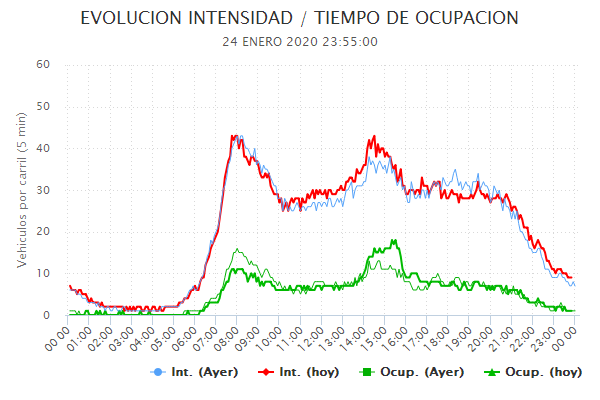 EVOLUCION INTENSIDAD / TIEMPO DE OCUPACION
24 ENERO 2020 23:55:00
Vehiculos por carril (5 min)
60
50
40
30
20
10
0
00:00 01:00 02:00 03:00 04:00 05:00 06:00 07:00 08:00 09:00 10:00 11:00 12:00 13:00 14:00 15:00 16:00 17:00 18:00 19:00 20:00 21:00 22:00 23:00 00:00
Int. (Ayer) Int. (hoy) Ocup. (Ayer) Ocup. (hoy)